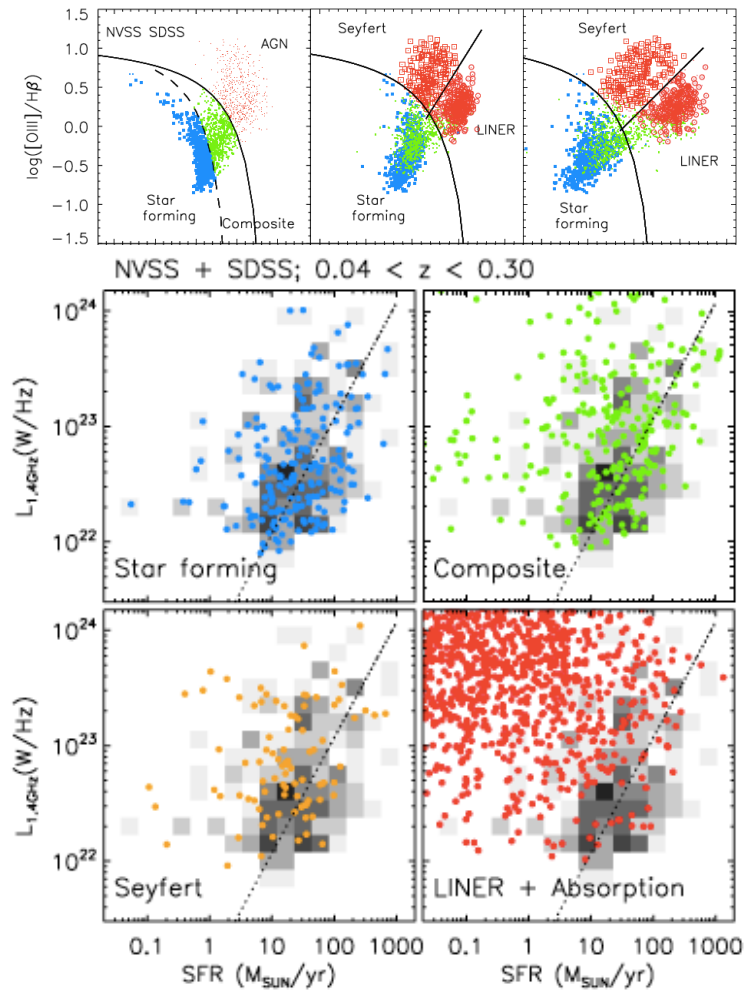 NVSS SDSS
AGN
Seyfert
Seyfert
1.5
1.0
0.5
0.0
-0.5
-1.0
-1.5
log([OIII]/Hβ)
LINER
LINER
Star
forming
Composite
Star
forming
Star
forming
NVSS + SDSS; 0.04 < z < 0.30
10²⁴
10²³
10²²
L₁,₄GHz(W/Hz)
Star forming
Composite
10²⁴
10²³
10²²
L₁,₄GHz(W/Hz)
Seyfert
LINER + Absorption
0.1 1 10 100 1000
0.1 1 10 100 1000
SFR (M_SUN/yr)
SFR (M_SUN/yr)